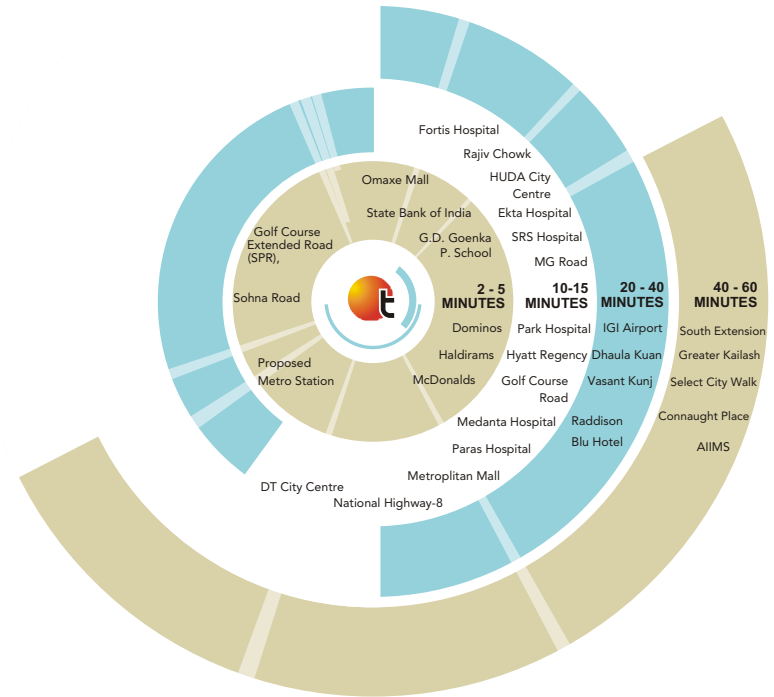 Fortis Hospital
Rajiv Chowk
HUDA City
Centre
Ekta Hospital
SRS Hospital
MG Road
10-15
MINUTES
Park Hospital
Hyatt Regency
Golf Course
Road
Medanta Hospital
Paras Hospital
Metroplitan Mall
National Highway-8
DT City Centre
Omaxe Mall
State Bank of India
G.D. Goenka
P. School
2 - 5
MINUTES
Dominos
Haldirams
McDonalds
Golf Course
Extended Road
(SPR),
Sohna Road
Proposed
Metro Station
t
20 - 40
MINUTES
IGI Airport
Dhaula Kuan
Vasant Kunj
Raddison
Blu Hotel
40 - 60
MINUTES
South Extension
Greater Kailash
Select City Walk
Connaught Place
AIIMS